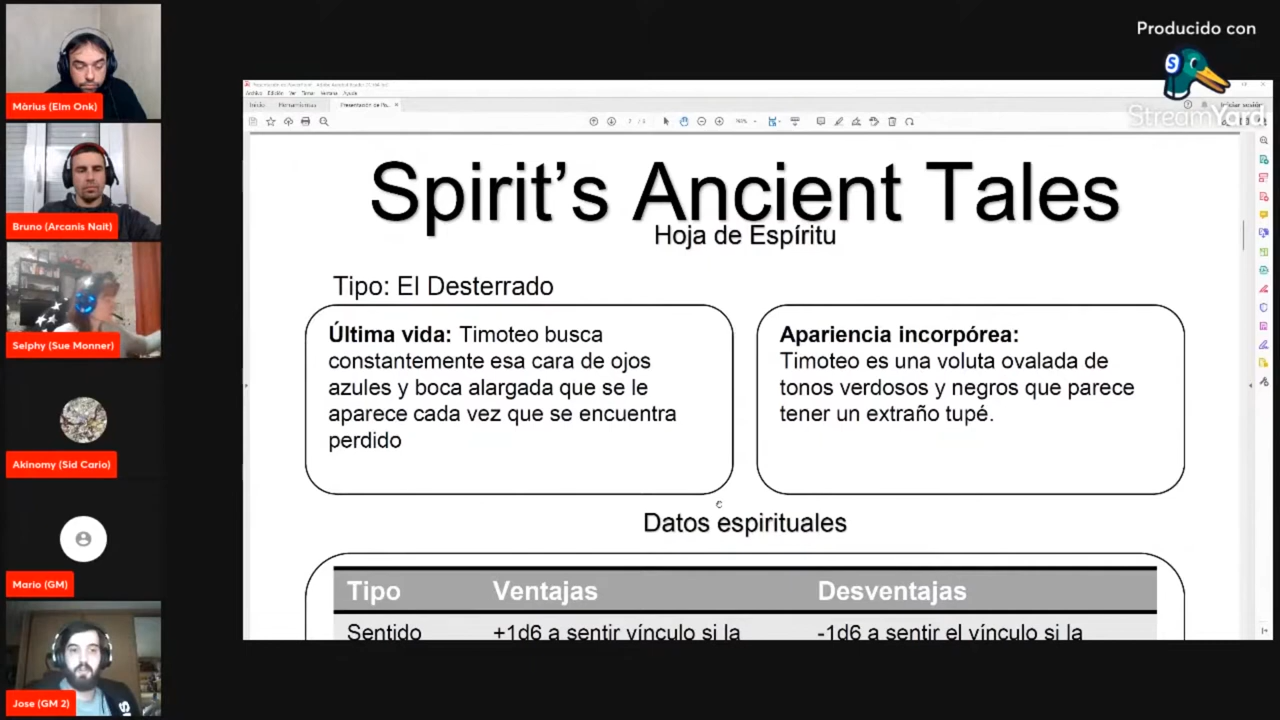 Producido con
StreamYard
Màrius (Elm Onk)
Bruno (Arcanis Nait)
Selphy (Sue Monner)
Akinomy (Sid Cario)
Mario (GM)
Jose (GM 2)
Inicio
Herramientas
Iniciar sesión
Spirit's Ancient Tales
Hoja de Espíritu
Tipo: El Desterrado
Última vida: Timoteo busca
constantemente esa cara de ojos
azules y boca alargada que se le
aparece cada vez que se encuentra
perdido
Apariencia incorpórea:
Timoteo es una voluta ovalada de
tonos verdosos y negros que parece
tener un extraño tupé.
Datos espirituales
Tipo Ventajas Desventajas
Sentido +1d6 a sentir vínculo si la -1d6 a sentir el vínculo si la